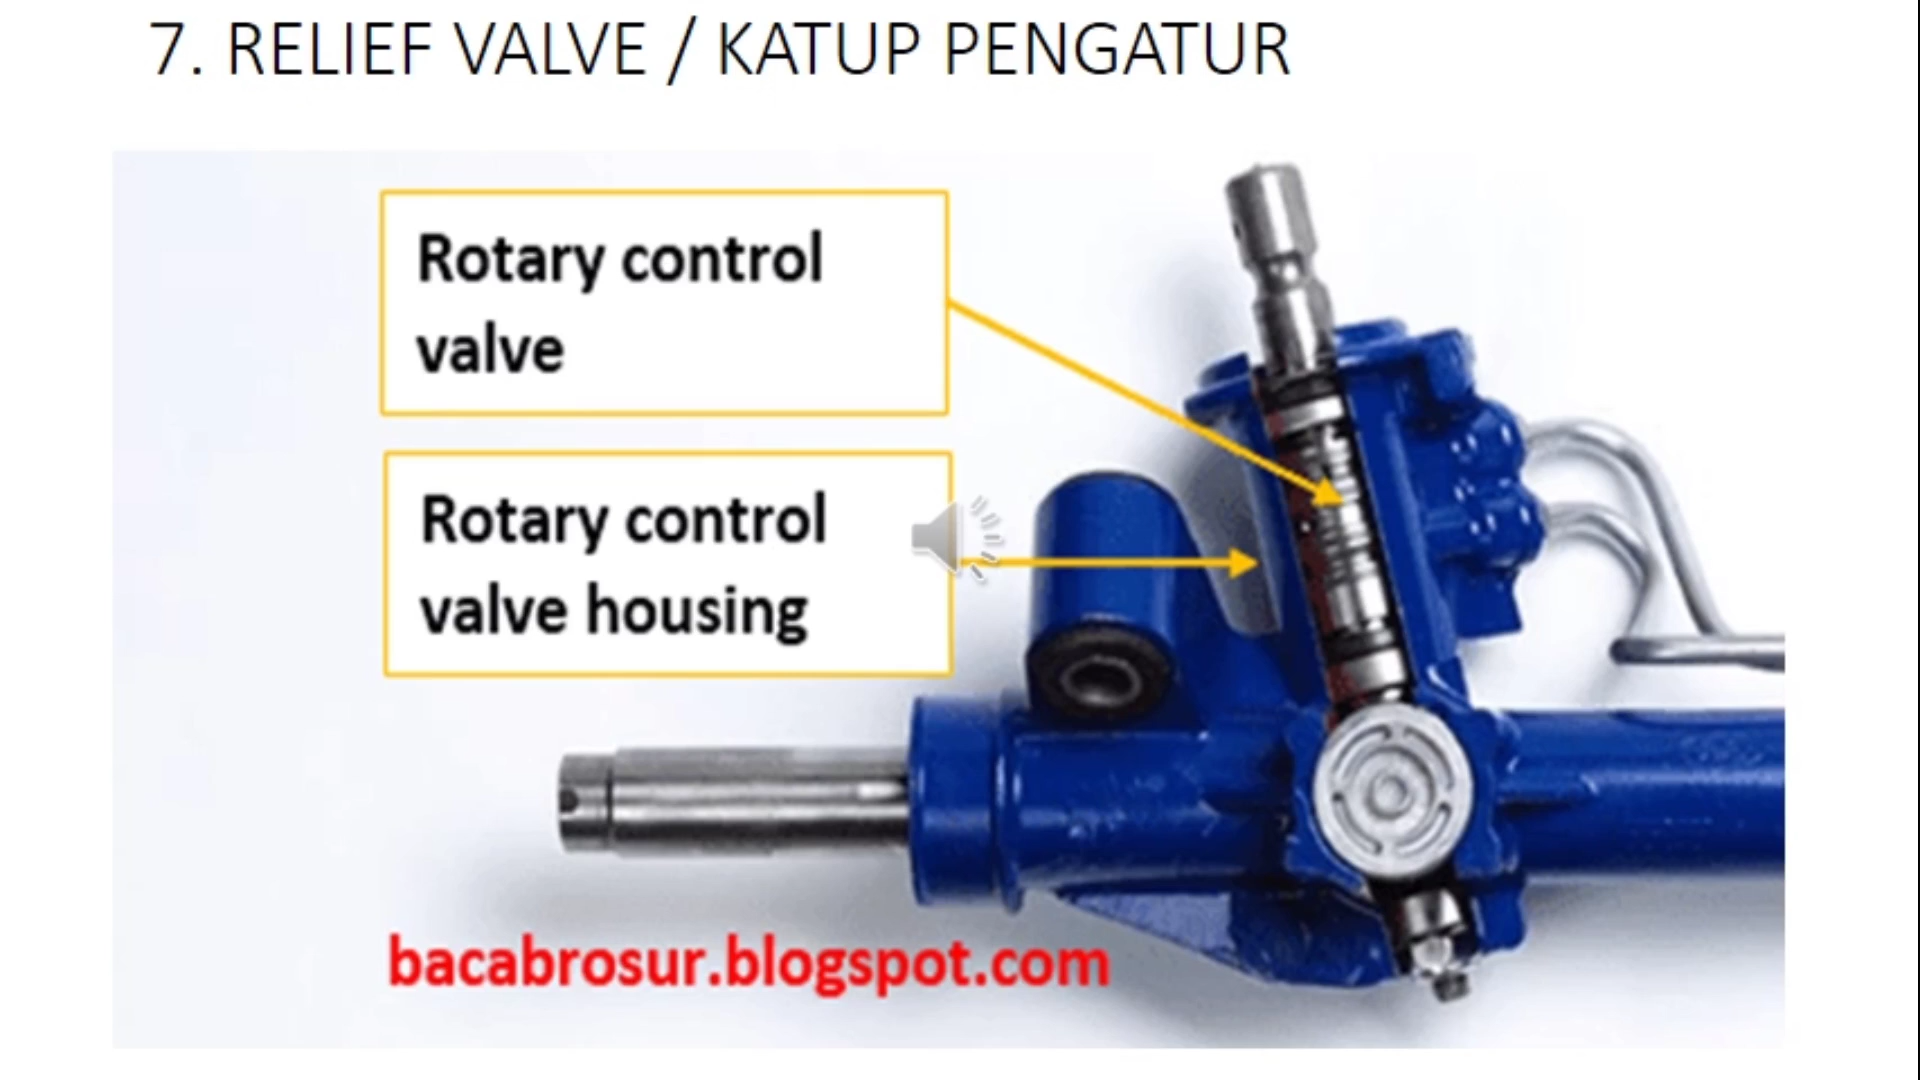 7. RELIEF VALVE / KATUP PENGATUR
Rotary control
valve
Rotary control
valve housing
bacabrosur.blogspot.com